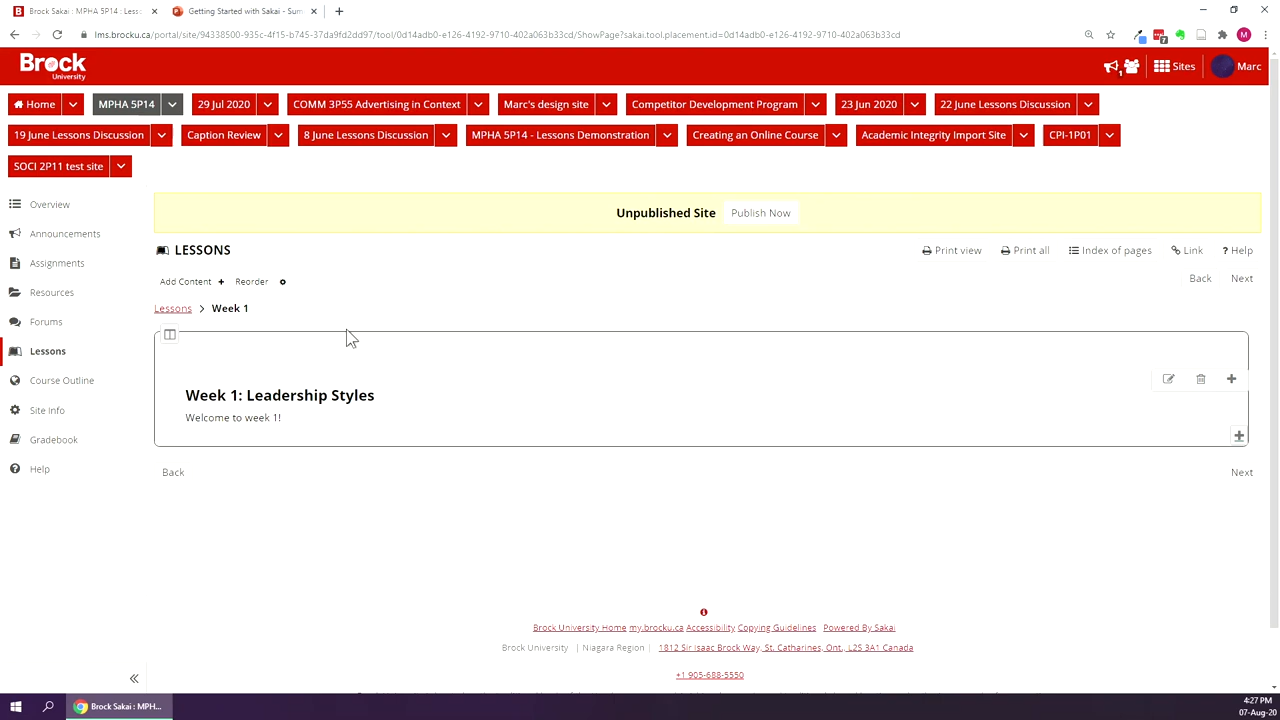 Brock Sakai : MPHA 5P14 : Less
Getting Started with Sakai - Sum
lms.brocku.ca/portal/site/94338500-935c-4f15-b745-37da9fd2dd97/tool/0d14adb0-e126-4192-9710-402a063b33cd/ShowPage?sakai.tool.placement.id=0d14adb0-e126-4192-9710-402a063b33cd
Brock University
1 Sites Marc
Home MPHA 5P14 29 Jul 2020 COMM 3P55 Advertising in Context Marc's design site Competitor Development Program 23 Jun 2020 22 June Lessons Discussion
19 June Lessons Discussion Caption Review 8 June Lessons Discussion MPHA 5P14 - Lessons Demonstration Creating an Online Course Academic Integrity Import Site CPI-1P01
SOCI 2P11 test site
Overview
Announcements
Assignments
Resources
Forums
Lessons
Course Outline
Site Info
Gradebook
Help
Unpublished Site Publish Now
LESSONS
Print view Print all Index of pages Link ? Help
Add Content + Reorder
Back Next
Lessons > Week 1
Week 1: Leadership Styles
Welcome to week 1!
Back Next
Brock University Home my.brocku.ca Accessibility Copying Guidelines Powered By Sakai
Brock University | Niagara Region | 1812 Sir Isaac Brock Way, St. Catharines, Ont., L2S 3A1 Canada
+1 905-688-5550
Brock Sakai : MPH...
4:27 PM
07-Aug-20